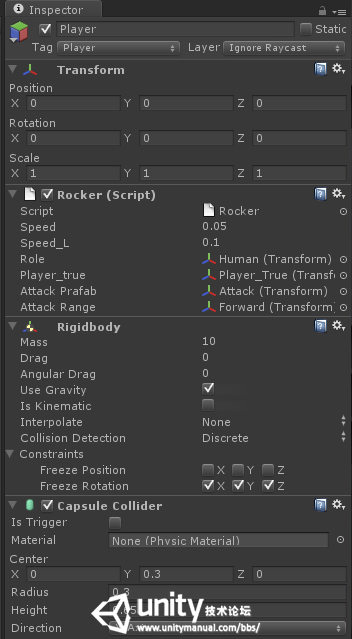 Inspector
Player Static
Tag Player Layer Ignore Raycast
Transform
Position
X 0 Y 0 Z 0
Rotation
X 0 Y 0 Z 0
Scale
X 1 Y 1 Z 1
Rocker (Script)
Script Rocker
Speed 0.05
Speed_L 0.1
Role Human (Transform)
Player_true Player_True (Transf
Attack Prafab Attack (Transform)
Attack Range Forward (Transform
Rigidbody
Mass 10
Drag 0
Angular Drag 0
Use Gravity
Is Kinematic
Interpolate None
Collision Detection Discrete
Constraints
Freeze Position X Y Z
Freeze Rotation X Y Z
Capsule Collider
Is Trigger
Material None (Physic Material)
Center
X 0 Y 0.3 Z 0
Radius 0.3
Height
Direction
unity 技术论坛
www.unitymanual.com/bbs/